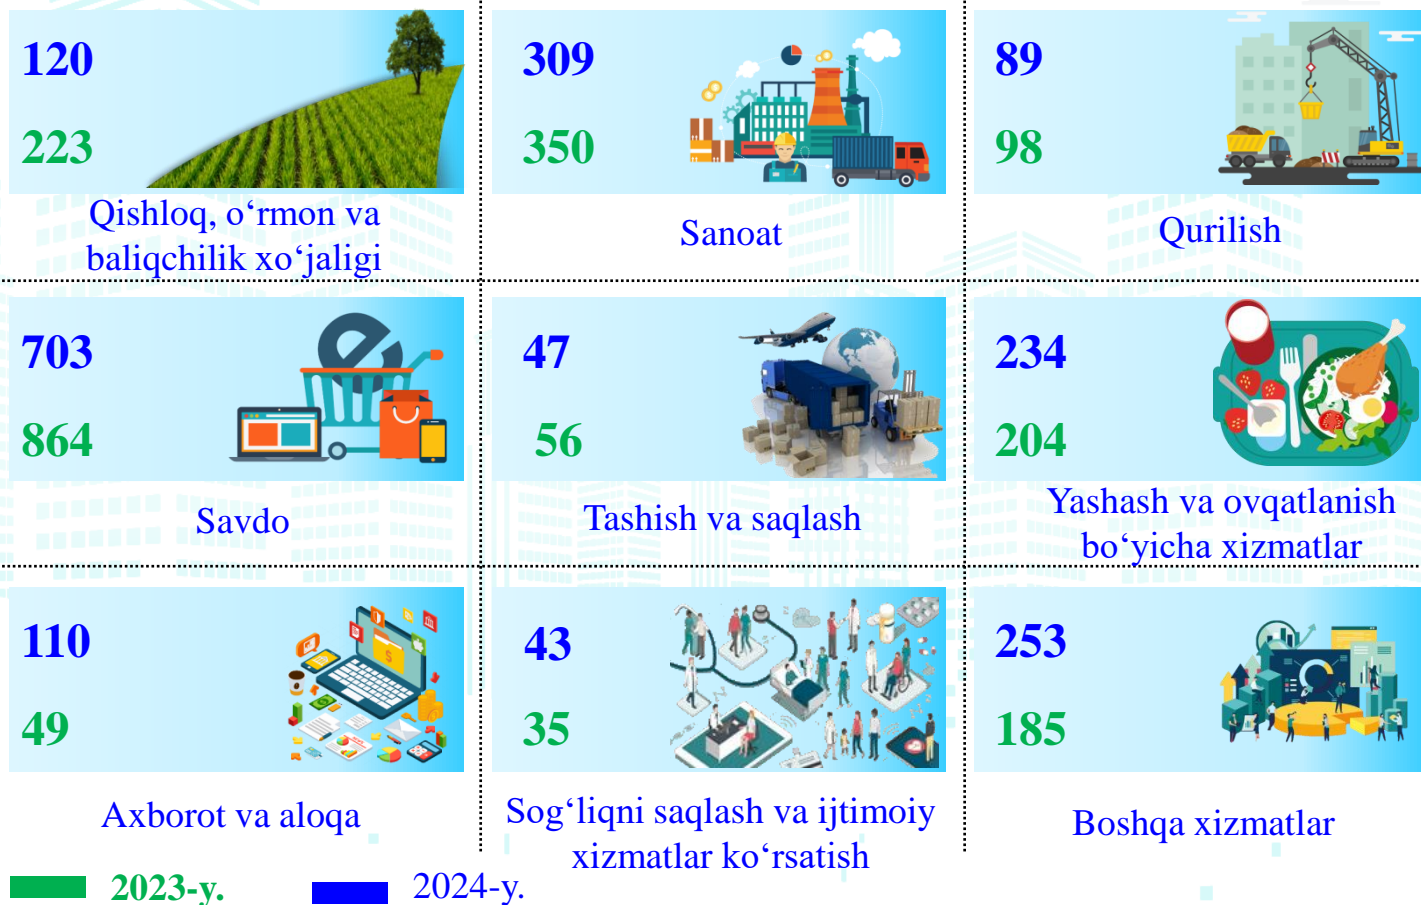 120
223
Qishloq, o‘rmon va
baliqchilik xo‘jaligi
309
350
Sanoat
89
98
Qurilish
703
864
Savdo
47
56
Tashish va saqlash
234
204
Yashash va ovqatlanish
bo‘yicha xizmatlar
110
49
Axborot va aloqa
43
35
Sog‘liqni saqlash va ijtimoiy
xizmatlar ko‘rsatish
253
185
Boshqa xizmatlar
2023-y.
2024-y.